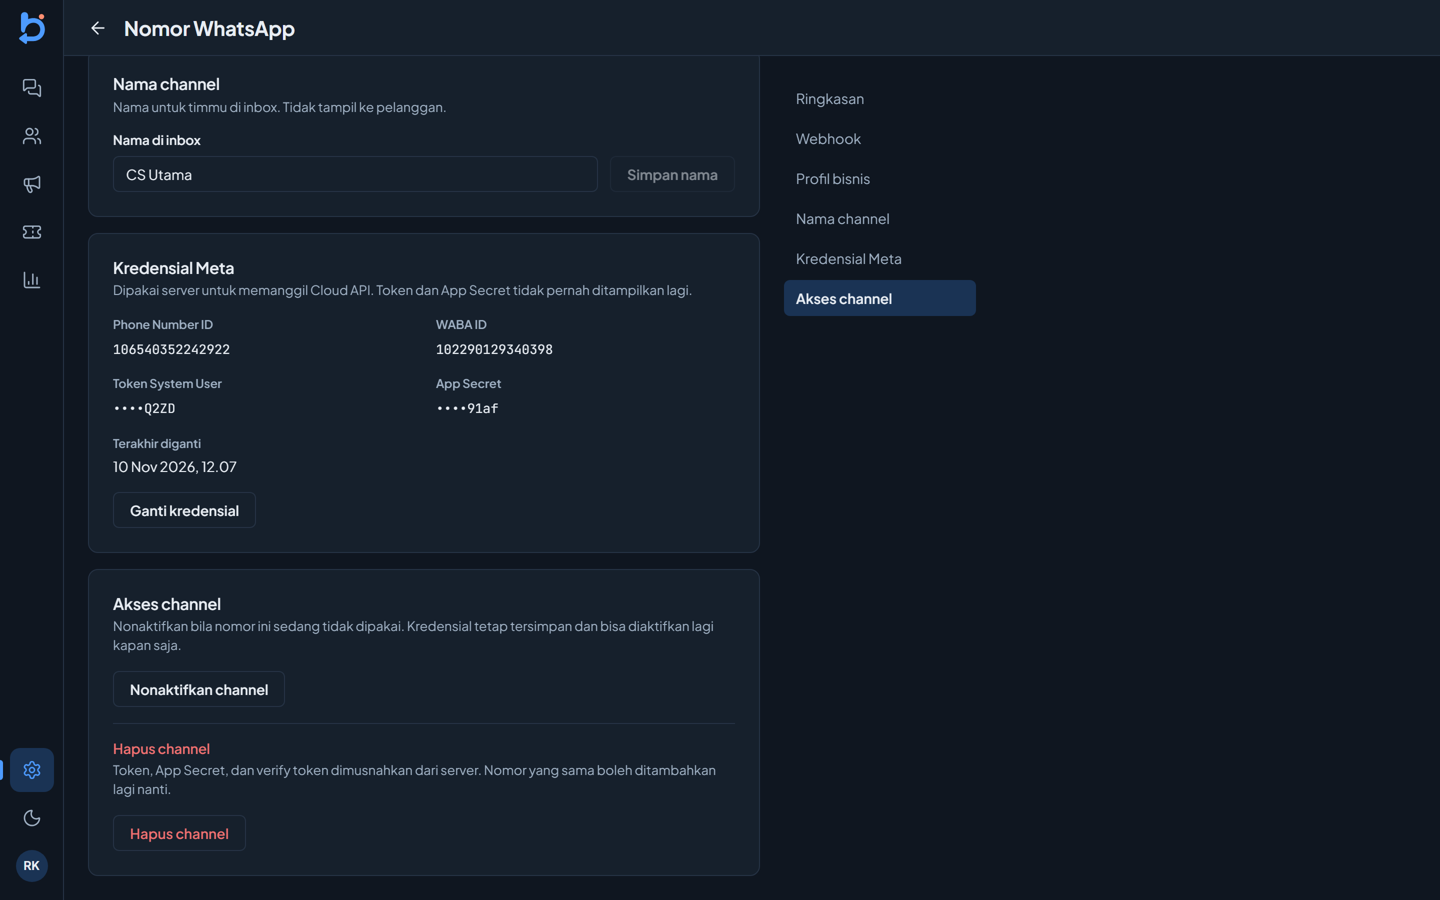 Nomor WhatsApp
Nama channel
Nama untuk timmu di inbox. Tidak tampil ke pelanggan.
Nama di inbox
CS Utama
Simpan nama
Kredensial Meta
Dipakai server untuk memanggil Cloud API. Token dan App Secret tidak pernah ditampilkan lagi.
Phone Number ID
WABA ID
106540352242922
102290129340398
Token System User
App Secret
••••Q2ZD
••••91af
Terakhir diganti
10 Nov 2026, 12.07
Ganti kredensial
Akses channel
Nonaktifkan bila nomor ini sedang tidak dipakai. Kredensial tetap tersimpan dan bisa diaktifkan lagi
kapan saja.
Nonaktifkan channel
Hapus channel
Token, App Secret, dan verify token dimusnahkan dari server. Nomor yang sama boleh ditambahkan
lagi nanti.
Hapus channel
Ringkasan
Webhook
Profil bisnis
Nama channel
Kredensial Meta
Akses channel
RK